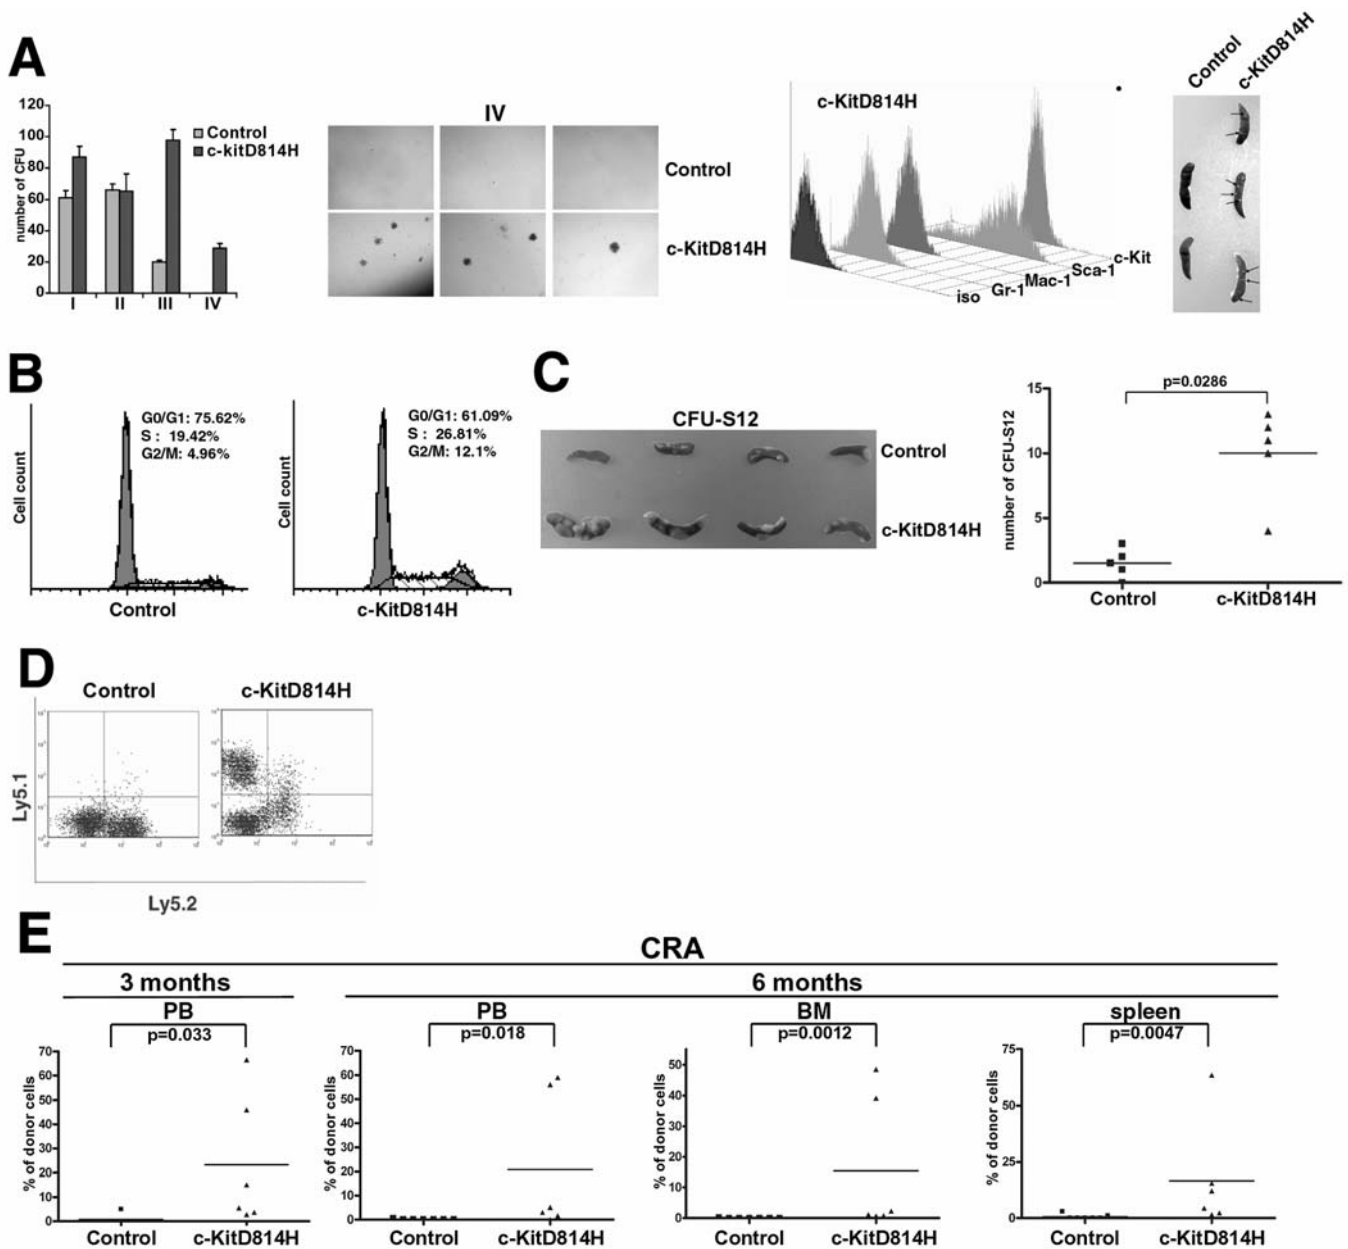 A
120
100
80
60
40
20
0
number of CFU
Control
c-kitD814H
I II III IV
IV
Control
c-KitD814H
c-KitD814H
iso Gr-1 Mac-1 Sca-1 c-Kit
Control
c-KitD814H
B
Cell count
G0/G1: 75.62%
S : 19.42%
G2/M: 4.96%
Control
Cell count
G0/G1: 61.09%
S : 26.81%
G2/M: 12.1%
c-KitD814H
C
CFU-S12
Control
c-KitD814H
p=0.0286
15
10
5
0
number of CFU-S12
Control c-KitD814H
D
Control c-KitD814H
Ly5.1
Ly5.2
E
CRA
3 months 6 months
PB
p=0.033
70
60
50
40
30
20
10
0
% of donor cells
Control c-KitD814H
PB
p=0.018
70
60
50
40
30
20
10
0
% of donor cells
Control c-KitD814H
BM
p=0.0012
50
40
30
20
10
0
% of donor cells
Control c-KitD814H
spleen
p=0.0047
75
50
25
0
% of donor cells
Control c-KitD814H